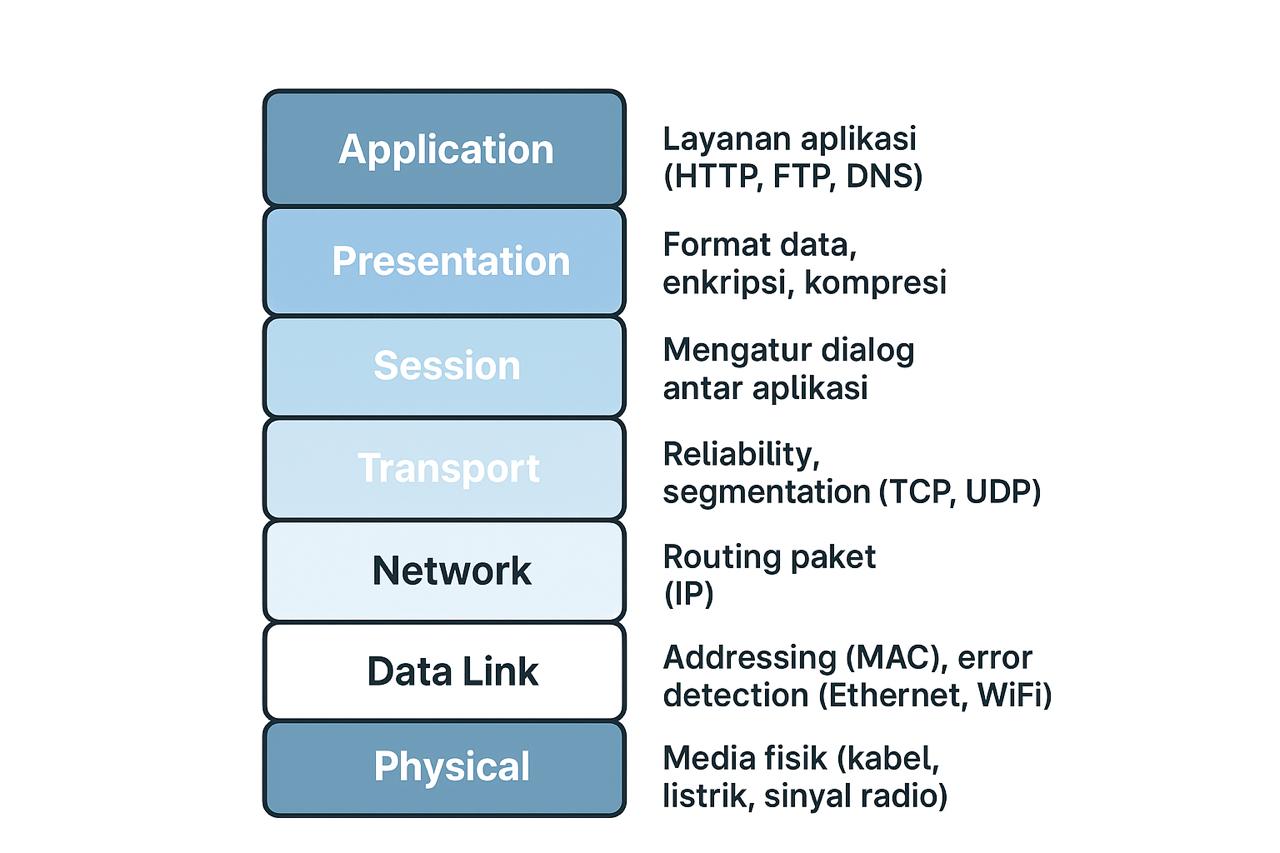 Application
Layanan aplikasi
(HTTP, FTP, DNS)
Presentation
Format data,
enkripsi, kompresi
Session
Mengatur dialog
antar aplikasi
Transport
Reliability,
segmentation (TCP, UDP)
Network
Routing paket
(IP)
Data Link
Addressing (MAC), error
detection (Ethernet, WiFi)
Physical
Media fisik (kabel,
listrik, sinyal radio)